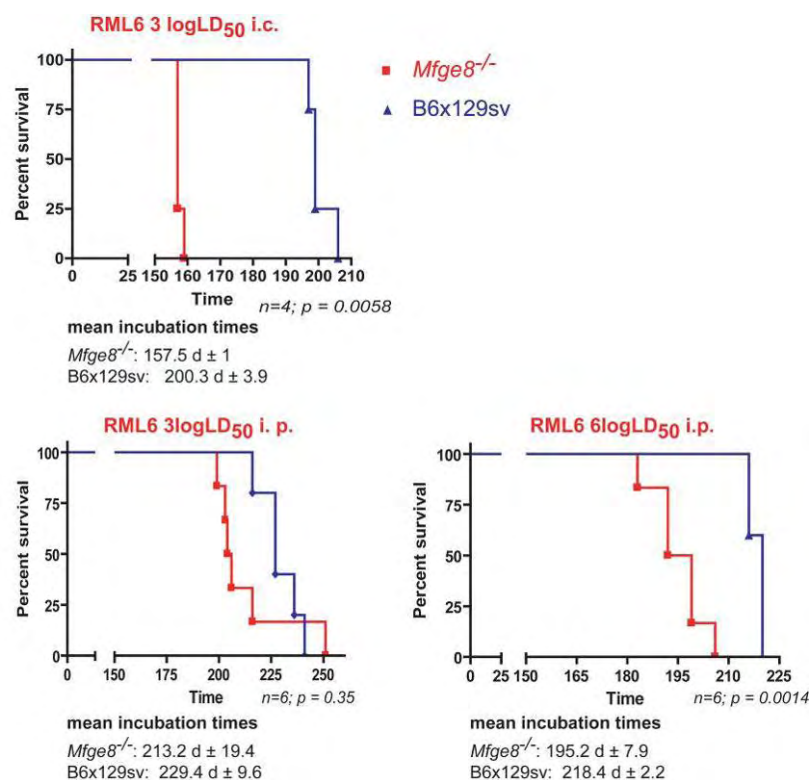 RML6 3 logLD50 i.c.
Mfge8-/-
B6x129sv
Percent survival
100
75
50
25
0
0 25 150 160 170 180 190 200 210
Time
n=4; p = 0.0058
mean incubation times
Mfge8-/-: 157.5 d ± 1
B6x129sv: 200.3 d ± 3.9
RML6 3logLD50 i. p.
Percent survival
100
75
50
25
0
0 150 175 200 225 250
Time
n=6; p = 0.35
mean incubation times
Mfge8-/-: 213.2 d ± 19.4
B6x129sv: 229.4 d ± 9.6
RML6 6logLD50 i.p.
Percent survival
100
75
50
25
0
0 25 150 165 180 195 210 225
Time
n=6; p = 0.0014
mean incubation times
Mfge8-/-: 195.2 d ± 7.9
B6x129sv: 218.4 d ± 2.2